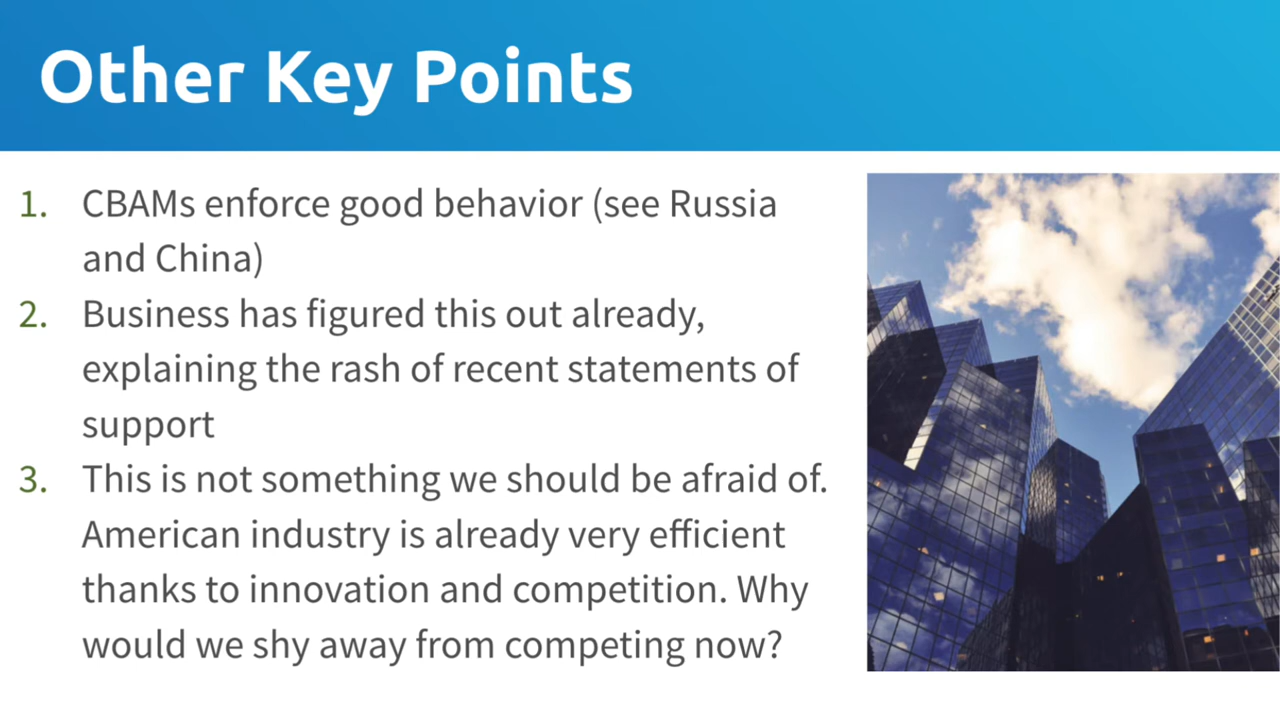 Other Key Points
1. CBAMs enforce good behavior (see Russia
and China)
2. Business has figured this out already,
explaining the rash of recent statements of
support
3. This is not something we should be afraid of.
American industry is already very efficient
thanks to innovation and competition. Why
would we shy away from competing now?